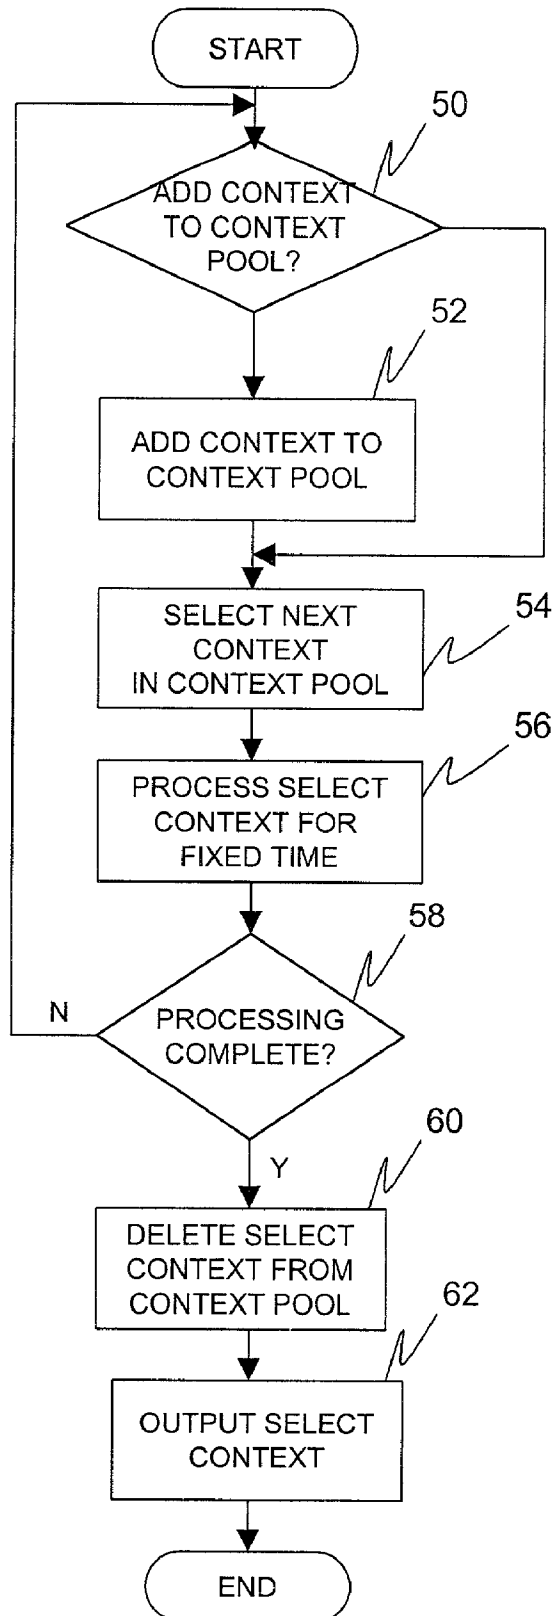 START
50
ADD CONTEXT
TO CONTEXT
POOL?
52
ADD CONTEXT TO
CONTEXT POOL
54
SELECT NEXT
CONTEXT
IN CONTEXT POOL
56
PROCESS SELECT
CONTEXT FOR
FIXED TIME
58
N
PROCESSING
COMPLETE?
Y
60
DELETE SELECT
CONTEXT FROM
CONTEXT POOL
62
OUTPUT SELECT
CONTEXT
END